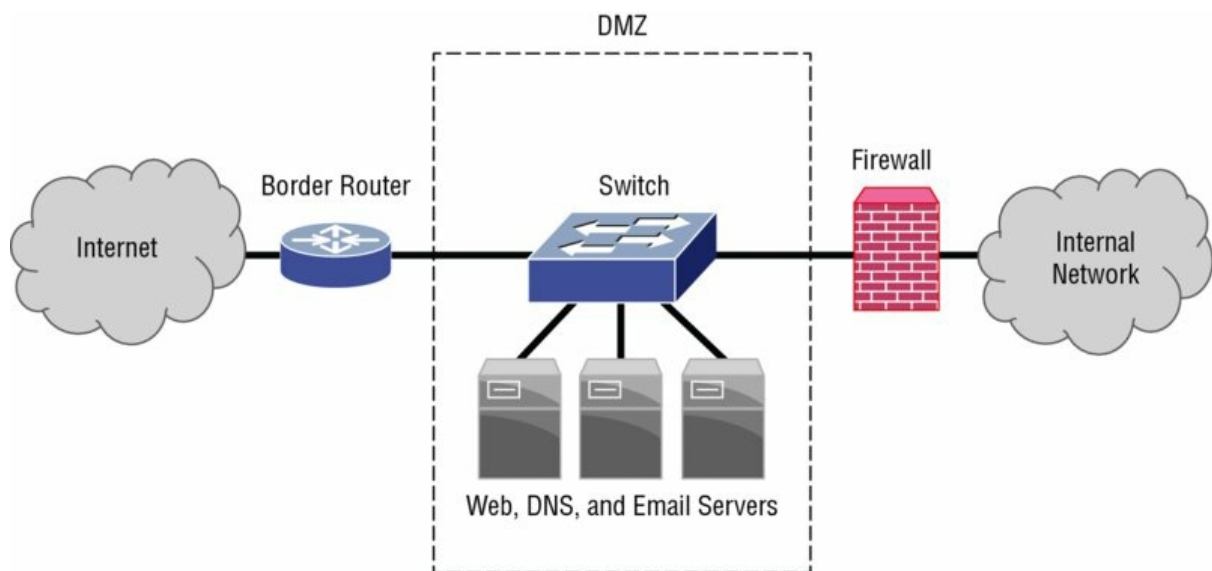 DMZ
Internet
Border Router
Switch
Firewall
Internal
Network
Web, DNS, and Email Servers